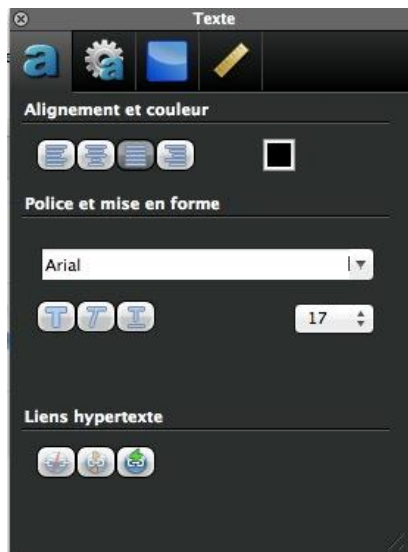 Texte
Alignement et couleur
Police et mise en forme
Arial
17
Liens hypertexte